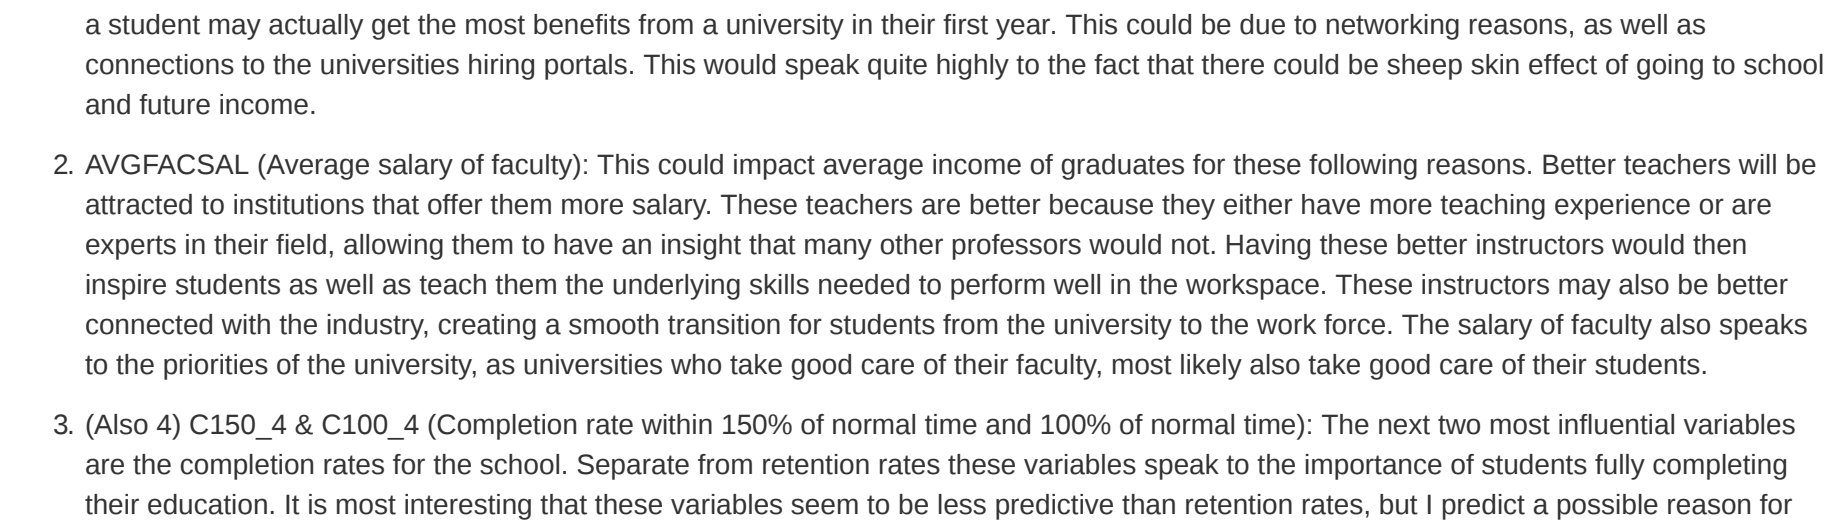 a student may actually get the most benefits from a university in their first year. This could be due to networking reasons, as well as
connections to the universities hiring portals. This would speak quite highly to the fact that there could be sheep skin effect of going to school
and future income.
2. AVGFACSAL (Average salary of faculty): This could impact average income of graduates for these following reasons. Better teachers will be
attracted to institutions that offer them more salary. These teachers are better because they either have more teaching experience or are
experts in their field, allowing them to have an insight that many other professors would not. Having these better instructors would then
inspire students as well as teach them the underlying skills needed to perform well in the workspace. These instructors may also be better
connected with the industry, creating a smooth transition for students from the university to the work force. The salary of faculty also speaks
to the priorities of the university, as universities who take good care of their faculty, most likely also take good care of their students.
3. (Also 4) C150_4 & C100_4 (Completion rate within 150% of normal time and 100% of normal time): The next two most influential variables
are the completion rates for the school. Separate from retention rates these variables speak to the importance of students fully completing
their education. It is most interesting that these variables seem to be less predictive than retention rates, but I predict a possible reason for